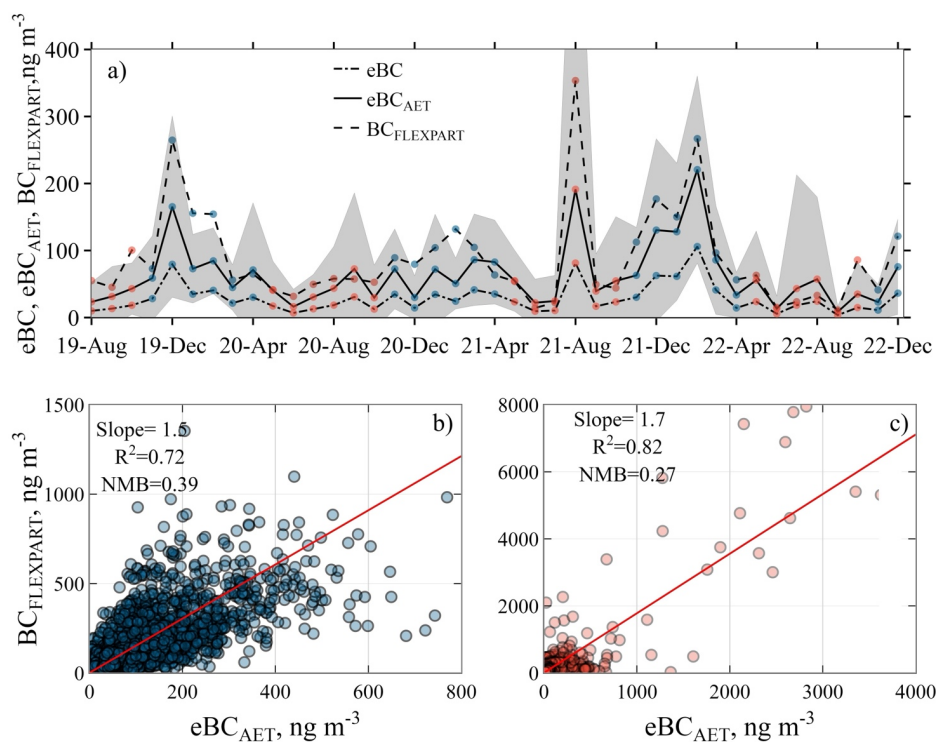 eBC, eBC_AET, BC_FLEXPART, ng m⁻³
a)
eBC
eBC_AET
BC_FLEXPART
400
300
200
100
0
19-Aug 19-Dec 20-Apr 20-Aug 20-Dec 21-Apr 21-Aug 21-Dec 22-Apr 22-Aug 22-Dec
BC_FLEXPART, ng m⁻³
1500
1000
500
0
Slope= 1.5
R²=0.72
NMB=0.39
b)
0 200 400 600 800
eBC_AET, ng m⁻³
8000
6000
4000
2000
0
Slope= 1.7
R²=0.82
NMB=0.27
c)
0 1000 2000 3000 4000
eBC_AET, ng m⁻³